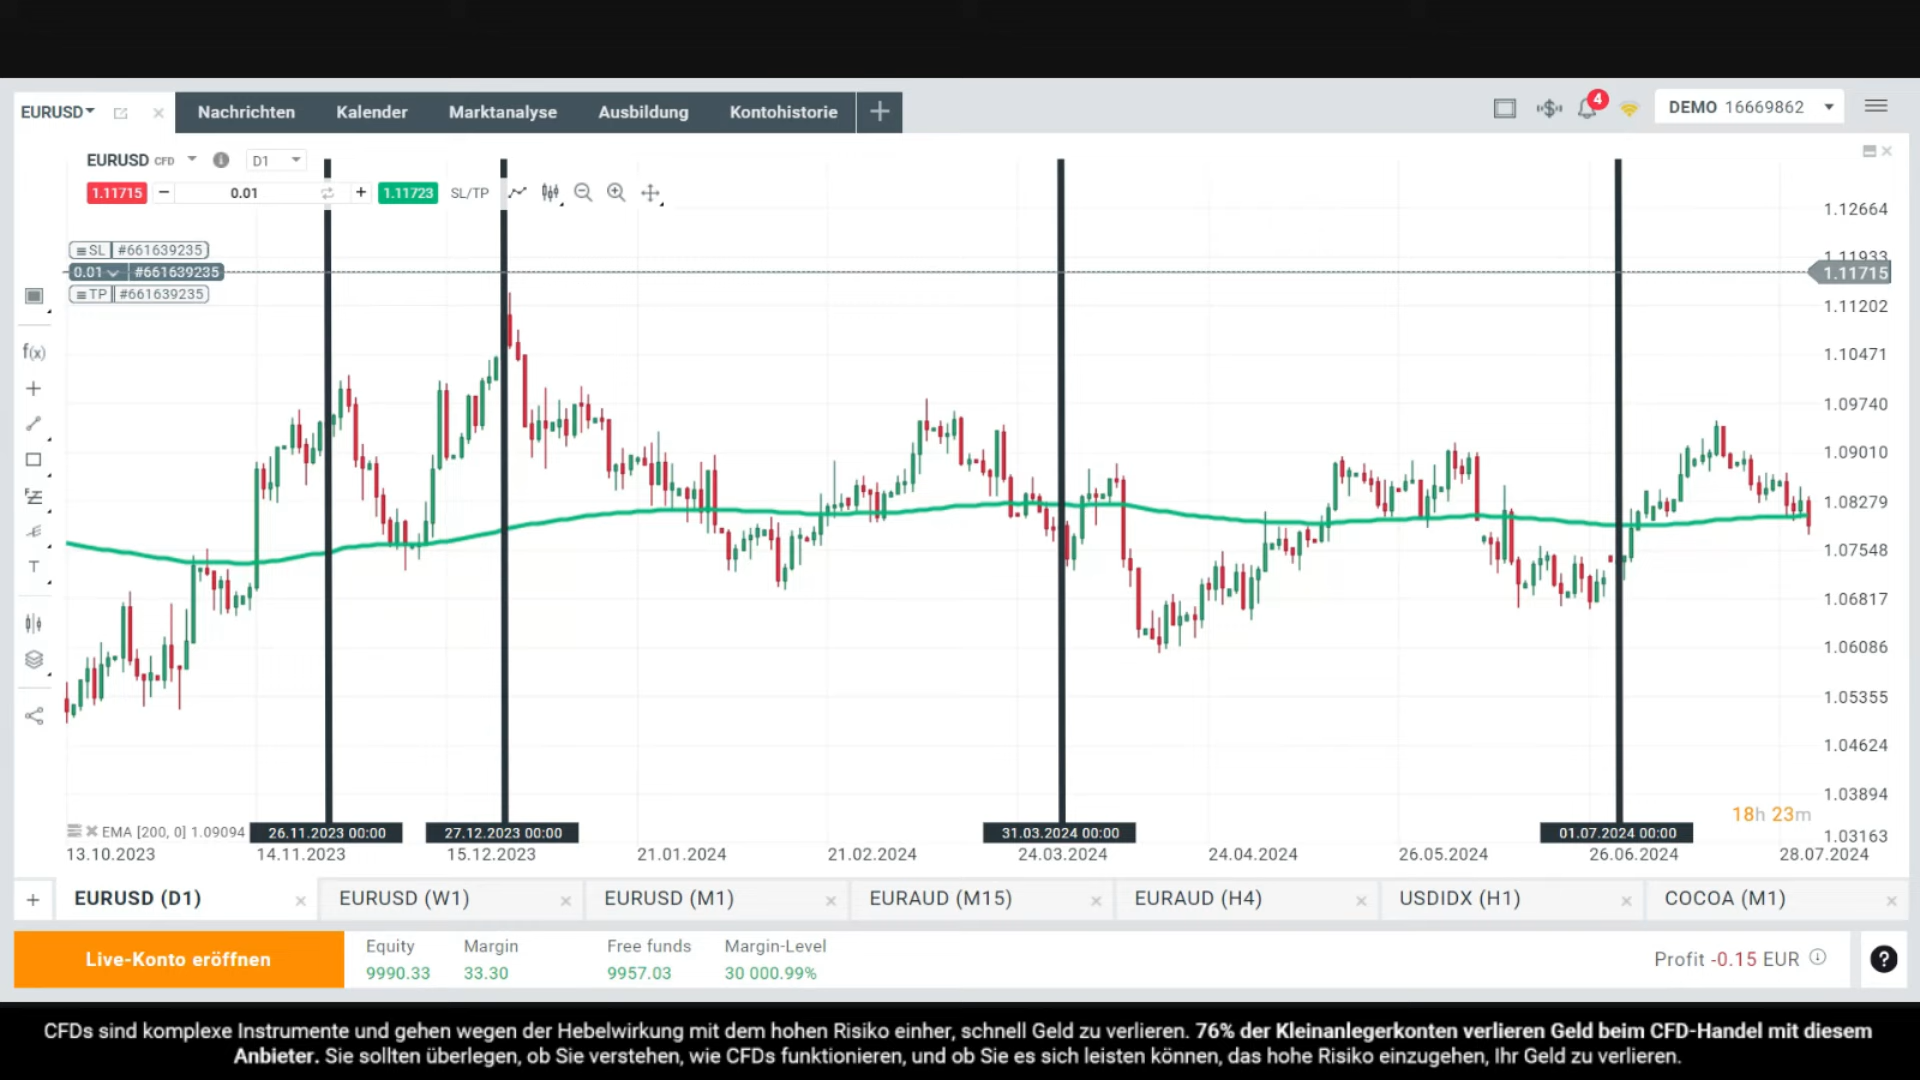 EURUSD
Nachrichten
Kalender
Marktanalyse
Ausbildung
Kontohistorie
4
DEMO 16669862
EURUSD CFD
D1
1.11715
0.01
1.11723
SL/TP
SL #661639235
0.01 #661639235
TP #661639235
f(x)
T
1.12664
1.11933
1.11715
1.11202
1.10471
1.09740
1.09010
1.08279
1.07548
1.06817
1.06086
1.05355
1.04624
1.03894
1.03163
18h 23m
EMA [200, 0] 1.09094
26.11.2023 00:00
27.12.2023 00:00
31.03.2024 00:00
01.07.2024 00:00
13.10.2023
14.11.2023
15.12.2023
21.01.2024
21.02.2024
24.03.2024
24.04.2024
26.05.2024
26.06.2024
28.07.2024
EURUSD (D1)
EURUSD (W1)
EURUSD (M1)
EURAUD (M15)
EURAUD (H4)
USDIDX (H1)
COCOA (M1)
Live-Konto eröffnen
Equity
9990.33
Margin
33.30
Free funds
9957.03
Margin-Level
30 000.99%
Profit -0.15 EUR
?
CFDs sind komplexe Instrumente und gehen wegen der Hebelwirkung mit dem hohen Risiko einher, schnell Geld zu verlieren. 76% der Kleinanlegerkonten verlieren Geld beim CFD-Handel mit diesem
Anbieter. Sie sollten überlegen, ob Sie verstehen, wie CFDs funktionieren, und ob Sie es sich leisten können, das hohe Risiko einzugehen, Ihr Geld zu verlieren.